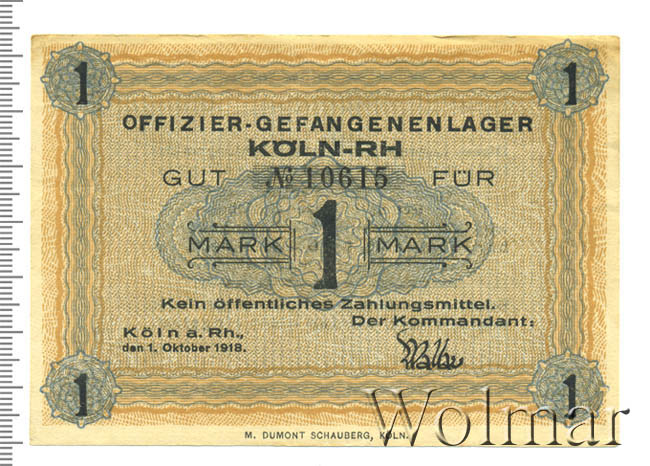 1 1
OFFIZIER-GEFANGENENLAGER
KÖLN-RH
GUT № 10615 FÜR
MARK 1 MARK
Kein öffentliches Zahlungsmittel.
Der Kommandant:
Köln a. Rh.,
den 1. Oktober 1918.
1 1
M. DUMONT SCHAUBERG, KÖLN.
Wolmar